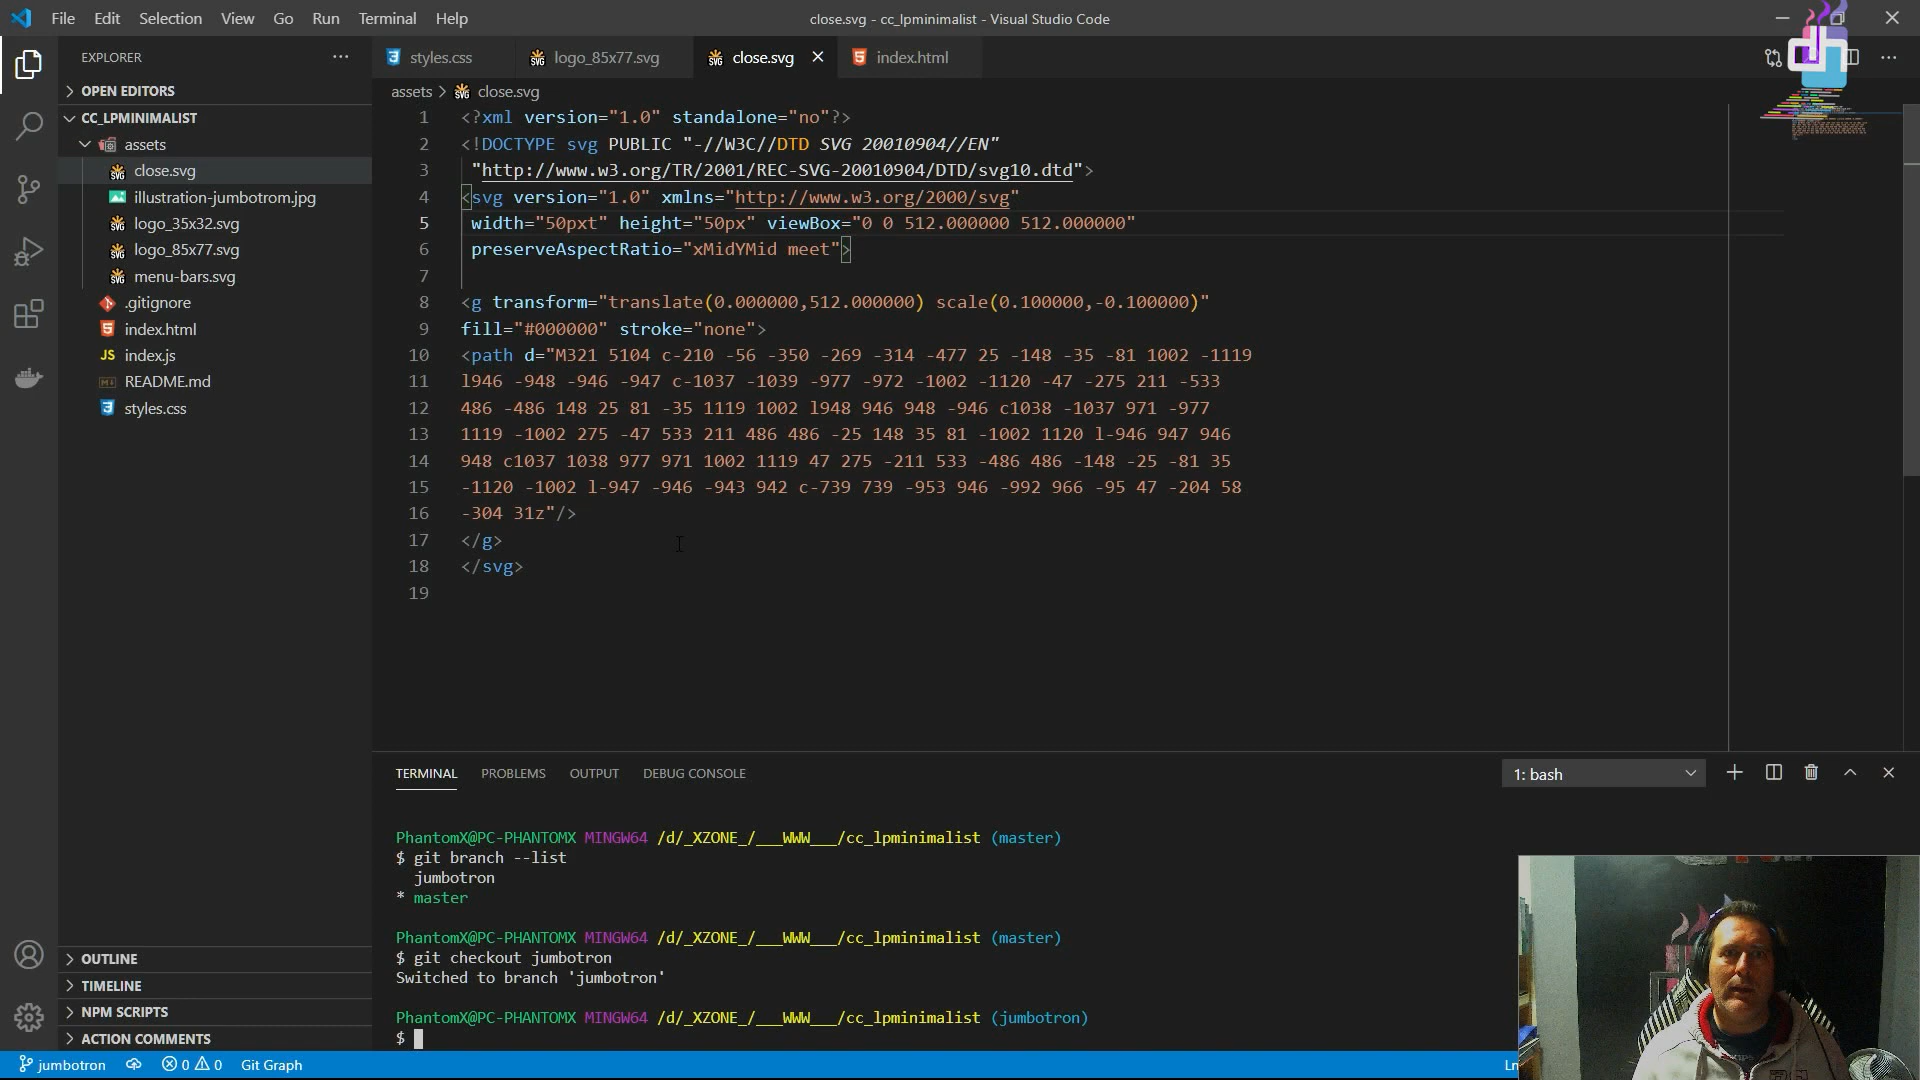 File Edit Selection View Go Run Terminal Help
close.svg - cc_lpminimalist - Visual Studio Code
EXPLORER
OPEN EDITORS
CC_LPMINIMALIST
assets
close.svg
illustration-jumbotrom.jpg
logo_35x32.svg
logo_85x77.svg
menu-bars.svg
.gitignore
index.html
JS index.js
README.md
styles.css
OUTLINE
TIMELINE
NPM SCRIPTS
ACTION COMMENTS
styles.css logo_85x77.svg close.svg index.html
assets > close.svg
1 <?xml version="1.0" standalone="no"?>
2 <!DOCTYPE svg PUBLIC "-//W3C//DTD SVG 20010904//EN"
3 "http://www.w3.org/TR/2001/REC-SVG-20010904/DTD/svg10.dtd">
4 <svg version="1.0" xmlns="http://www.w3.org/2000/svg"
5 width="50pxt" height="50px" viewBox="0 0 512.000000 512.000000"
6 preserveAspectRatio="xMidYMid meet">
7
8 <g transform="translate(0.000000,512.000000) scale(0.100000,-0.100000)"
9 fill="#000000" stroke="none">
10 <path d="M321 5104 c-210 -56 -350 -269 -314 -477 25 -148 -35 -81 1002 -1119
11 l946 -948 -946 -947 c-1037 -1039 -977 -972 -1002 -1120 -47 -275 211 -533
12 486 -486 148 25 81 -35 1119 1002 l948 946 948 -946 c1038 -1037 971 -977
13 1119 -1002 275 -47 533 211 486 486 -25 148 35 81 -1002 1120 l-946 947 946
14 948 c1037 1038 977 971 1002 1119 47 275 -211 533 -486 486 -148 -25 -81 35
15 -1120 -1002 l-947 -946 -943 942 c-739 739 -953 946 -992 966 -95 47 -204 58
16 -304 31z"/>
17 </g>
18 </svg>
19
TERMINAL PROBLEMS OUTPUT DEBUG CONSOLE
1: bash
PhantomX@PC-PHANTOMX MINGW64 /d/_XZONE_/___WWW___/cc_lpminimalist (master)
$ git branch --list
jumbotron
* master
PhantomX@PC-PHANTOMX MINGW64 /d/_XZONE_/___WWW___/cc_lpminimalist (master)
$ git checkout jumbotron
Switched to branch 'jumbotron'
PhantomX@PC-PHANTOMX MINGW64 /d/_XZONE_/___WWW___/cc_lpminimalist (jumbotron)
$
jumbotron 0 0 Git Graph
Ln